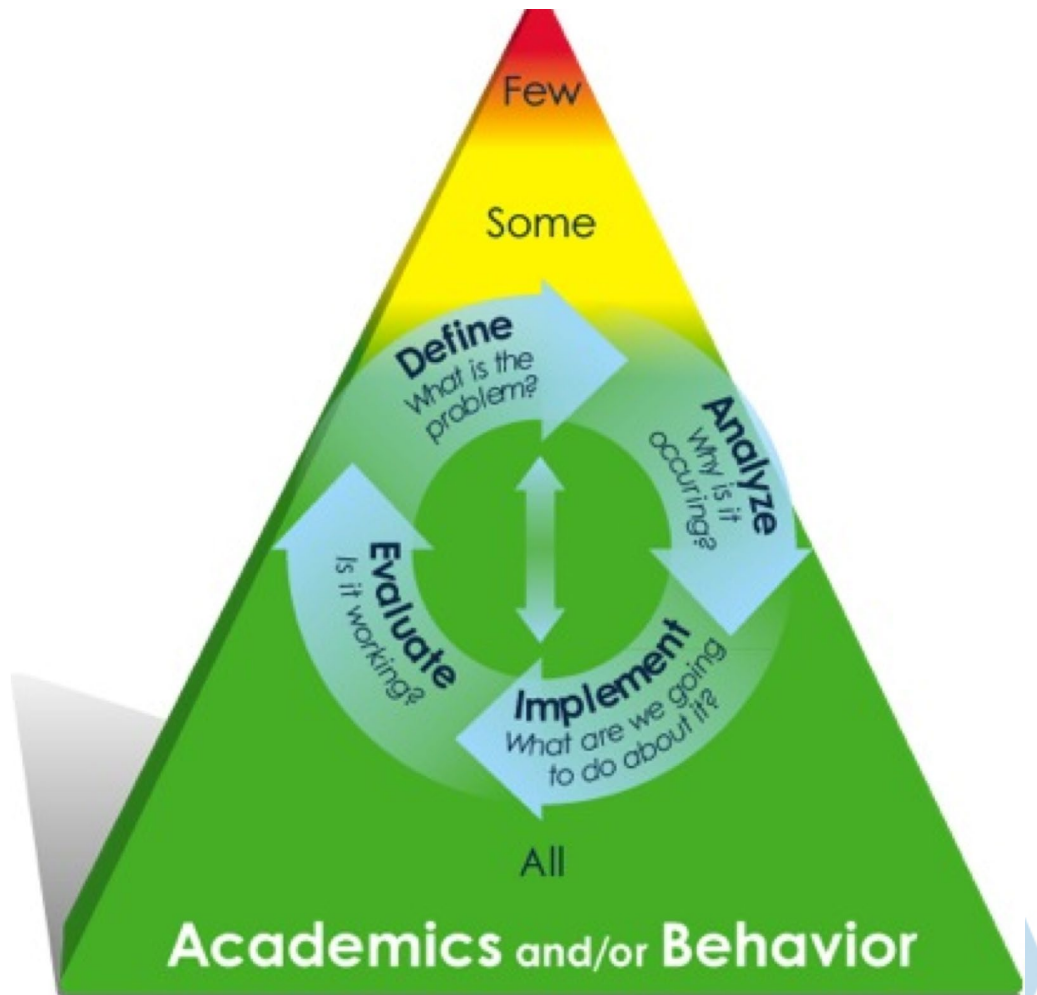 Few
Some
Define
What is the
problem?
Analyze
Why is it
occuring?
Implement
What are we going
to do about it?
Evaluate
Is it working?
All
Academics and/or Behavior